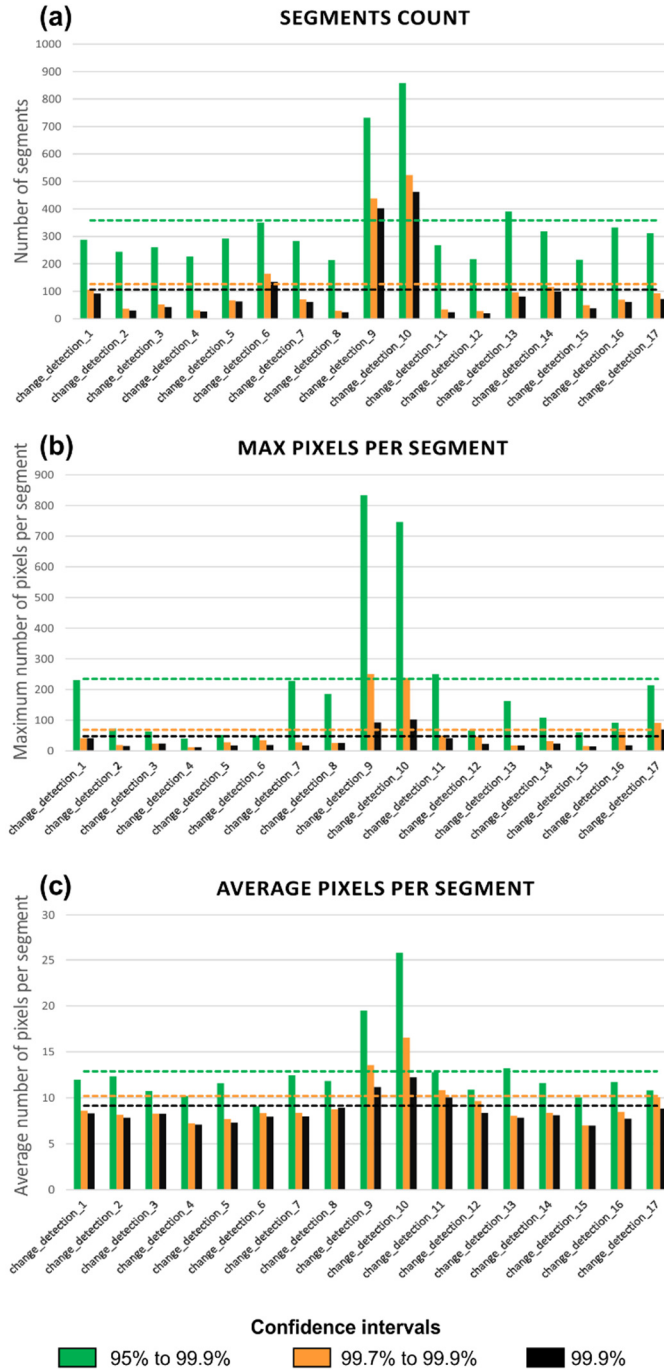 (a) SEGMENTS COUNT
Number of segments
1000
900
800
700
600
500
400
300
200
100
0
change_detection_1
change_detection_2
change_detection_3
change_detection_4
change_detection_5
change_detection_6
change_detection_7
change_detection_8
change_detection_9
change_detection_10
change_detection_11
change_detection_12
change_detection_13
change_detection_14
change_detection_15
change_detection_16
change_detection_17
(b) MAX PIXELS PER SEGMENT
Maximum number of pixels per segment
900
800
700
600
500
400
300
200
100
0
change_detection_1
change_detection_2
change_detection_3
change_detection_4
change_detection_5
change_detection_6
change_detection_7
change_detection_8
change_detection_9
change_detection_10
change_detection_11
change_detection_12
change_detection_13
change_detection_14
change_detection_15
change_detection_16
change_detection_17
(c) AVERAGE PIXELS PER SEGMENT
Average number of pixels per segment
30
25
20
15
10
5
0
change_detection_1
change_detection_2
change_detection_3
change_detection_4
change_detection_5
change_detection_6
change_detection_7
change_detection_8
change_detection_9
change_detection_10
change_detection_11
change_detection_12
change_detection_13
change_detection_14
change_detection_15
change_detection_16
change_detection_17
Confidence intervals
95% to 99.9% 99.7% to 99.9% 99.9%